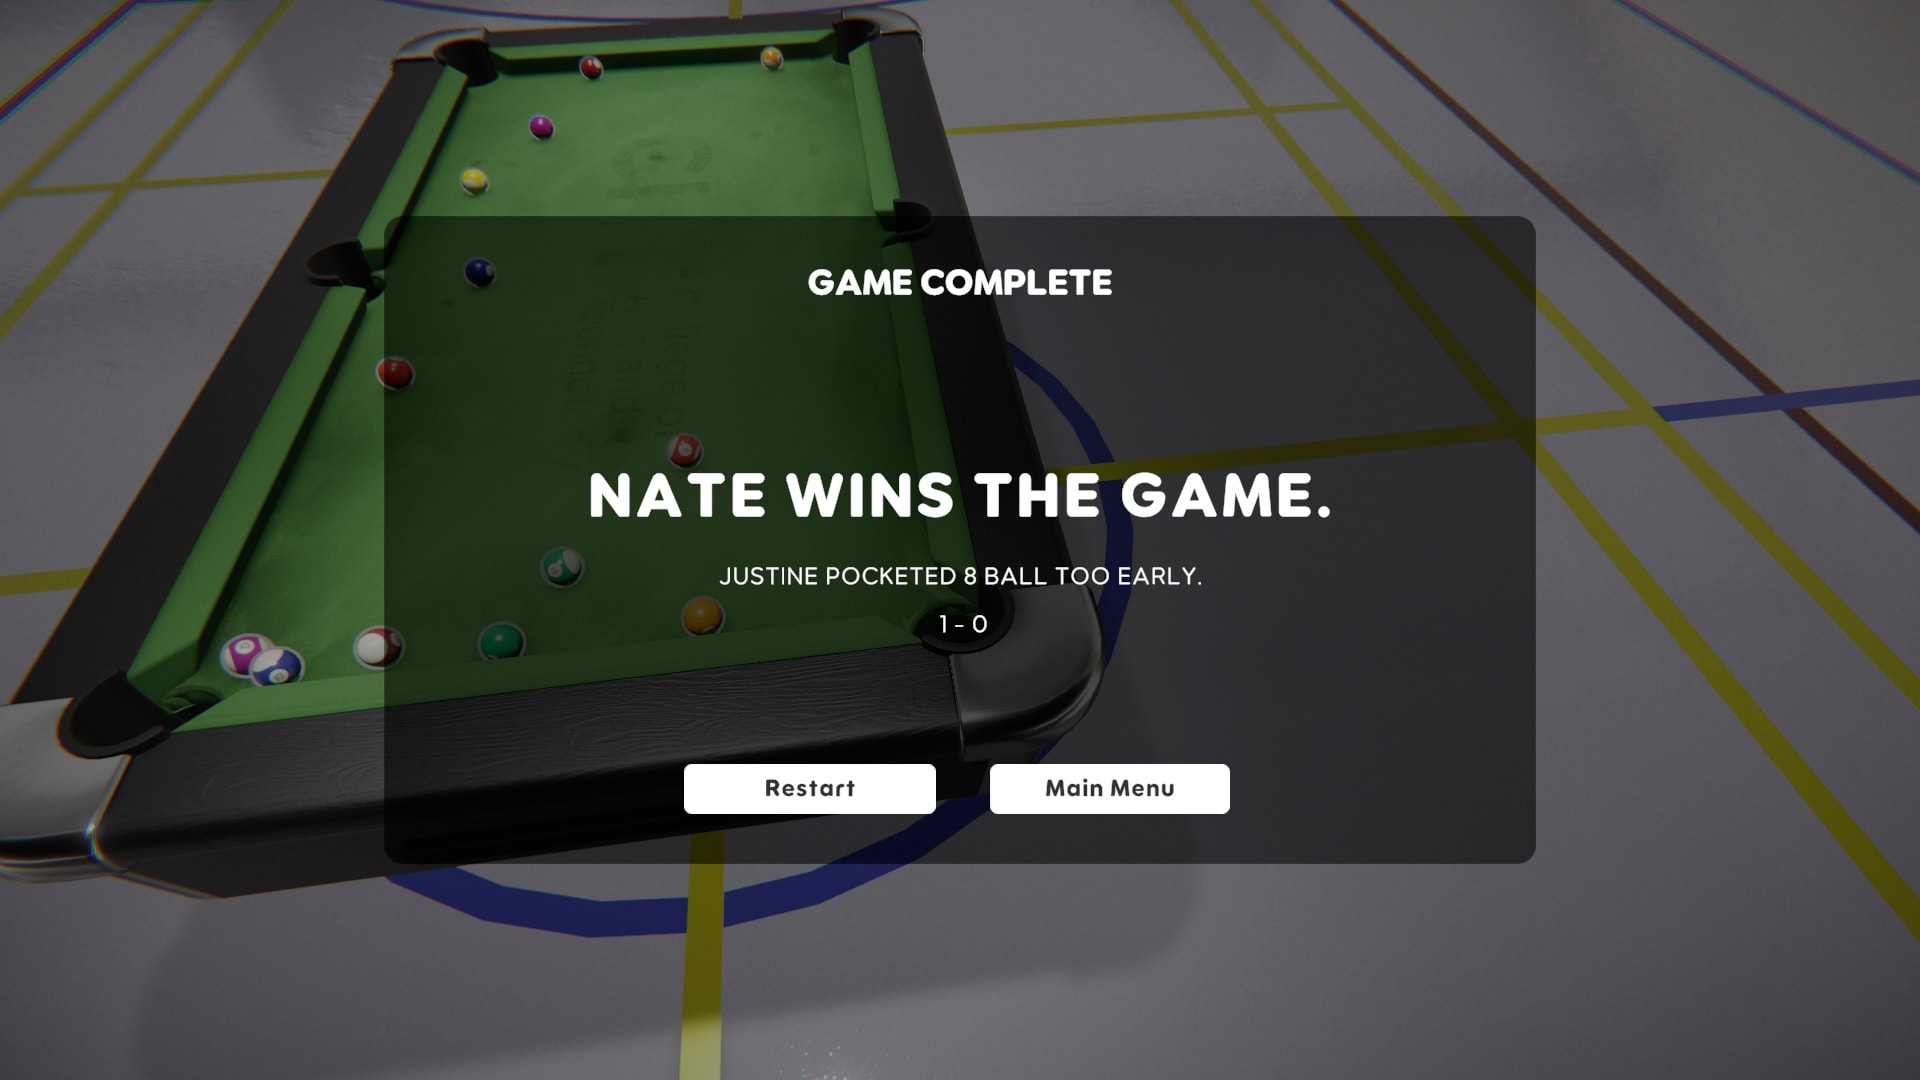 GAME COMPLETE
NATE WINS THE GAME.
JUSTINE POCKETED 8 BALL TOO EARLY.
1 - 0
Restart
Main Menu